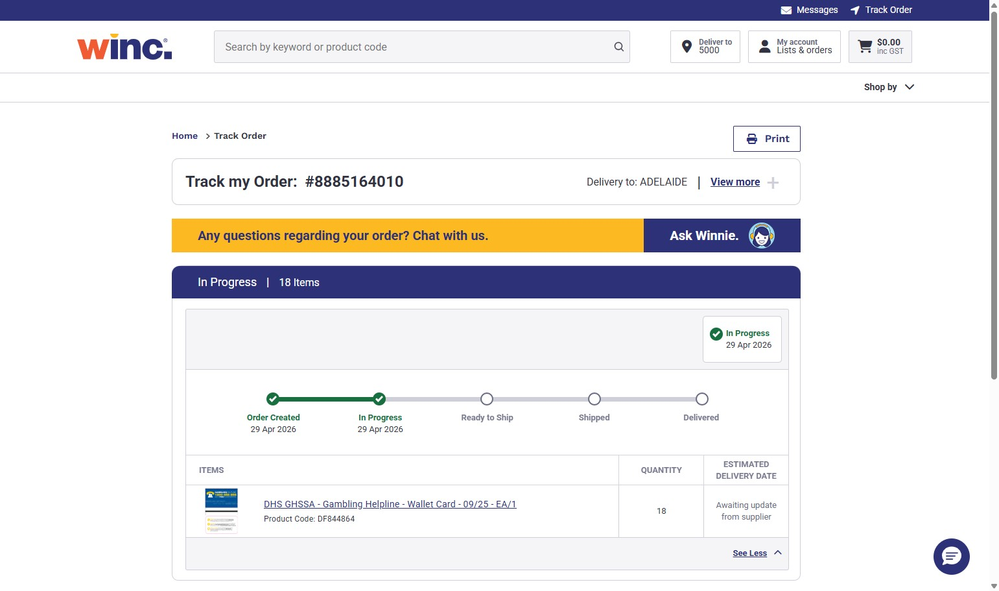 Messages
Track Order
winc.®
Search by keyword or product code
Deliver to
5000
My account
Lists & orders
$0.00
inc GST
Shop by
Home > Track Order
Print
Track my Order: #8885164010
Delivery to: ADELAIDE | View more
Any questions regarding your order? Chat with us.
Ask Winnie.
In Progress | 18 Items
In Progress
29 Apr 2026
Order Created
29 Apr 2026
In Progress
29 Apr 2026
Ready to Ship
Shipped
Delivered
ITEMS
QUANTITY
ESTIMATED
DELIVERY DATE
DHS GHSSA - Gambling Helpline - Wallet Card - 09/25 - EA/1
Product Code: DF844864
18
Awaiting update
from supplier
See Less